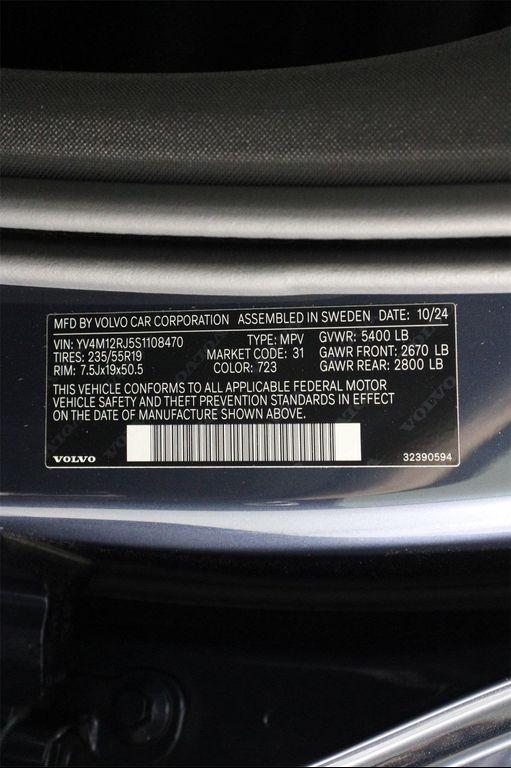 MFD BY VOLVO CAR CORPORATION ASSEMBLED IN SWEDEN DATE: 10/24
VIN: YV4M12RJ5S1108470 TYPE: MPV GVWR: 5400 LB
TIRES: 235/55R19 MARKET CODE: 31 GAWR FRONT: 2670 LB
RIM: 7.5Jx19x50.5 COLOR: 723 GAWR REAR: 2800 LB
THIS VEHICLE CONFORMS TO ALL APPLICABLE FEDERAL MOTOR
VEHICLE SAFETY AND THEFT PREVENTION STANDARDS IN EFFECT
ON THE DATE OF MANUFACTURE SHOWN ABOVE.
VOLVO 32390594